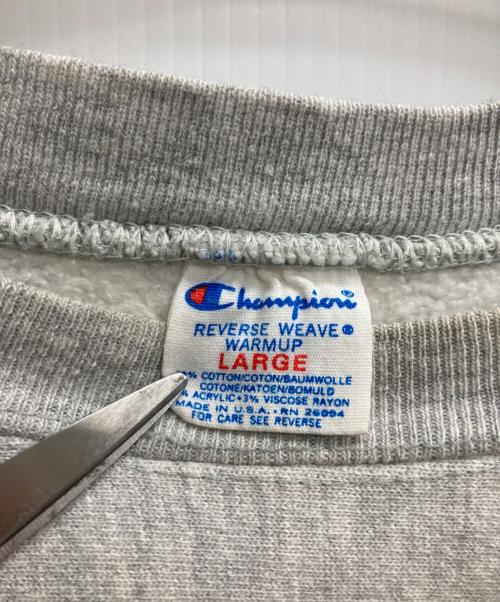 Champion
REVERSE WEAVE®
WARMUP
LARGE
% COTTON/COTON/BAUMWOLLE
COTONE/KATOEN/BOMULD
% ACRYLIC•3% VISCOSE RAYON
MADE IN U.S.A.•RN 26094
FOR CARE SEE REVERSE